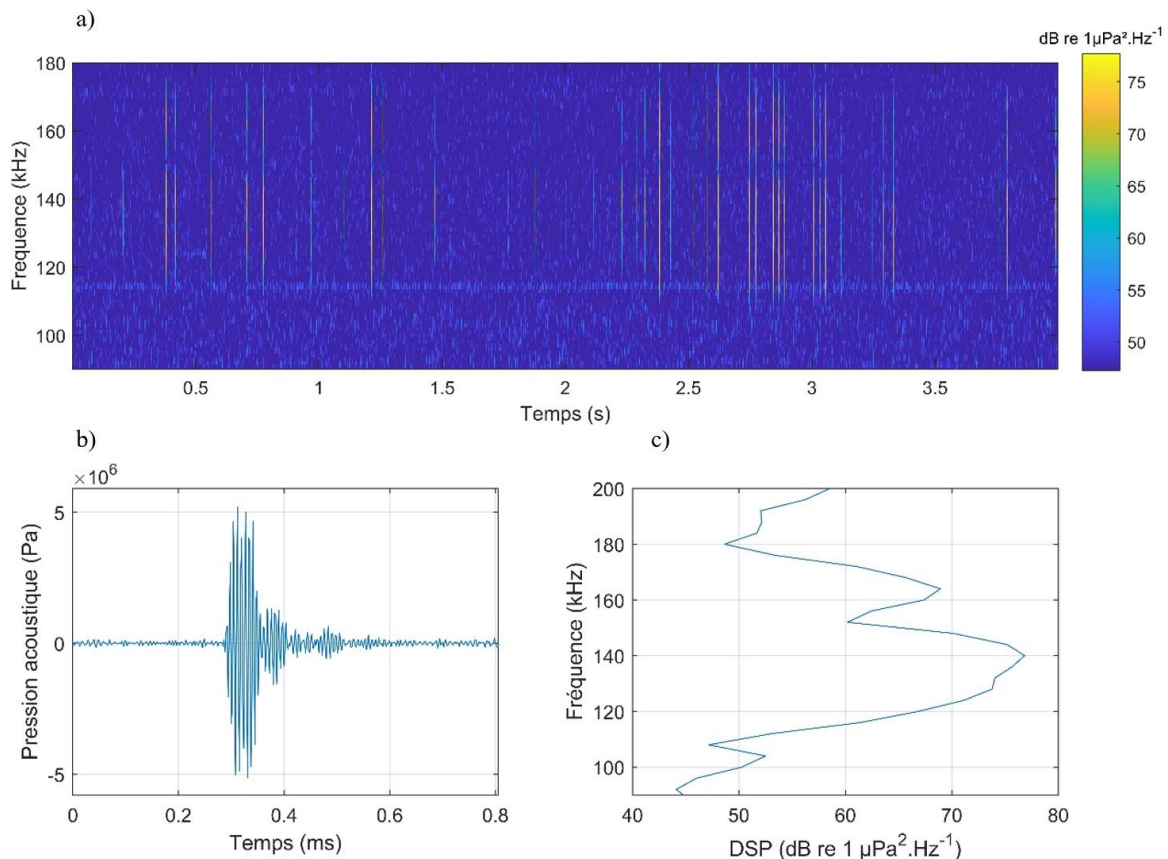 a)
dB re 1µPa².Hz⁻¹
180
160
140
120
100
Frequence (kHz)
0.5 1 1.5 2 2.5 3 3.5
Temps (s)
75
70
65
60
55
50
b)
×10⁶
5
0
-5
Pression acoustique (Pa)
0 0.2 0.4 0.6 0.8
Temps (ms)
c)
200
180
160
140
120
100
Fréquence (kHz)
40 50 60 70 80
DSP (dB re 1 µPa².Hz⁻¹)